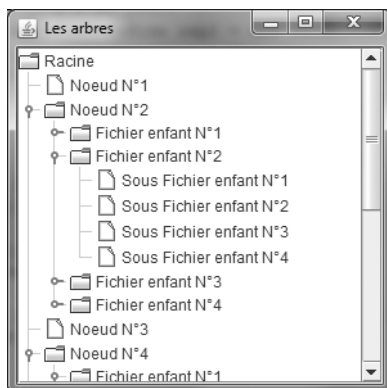 Les arbres
Racine
Noeud N°1
Noeud N°2
Fichier enfant N°1
Fichier enfant N°2
Sous Fichier enfant N°1
Sous Fichier enfant N°2
Sous Fichier enfant N°3
Sous Fichier enfant N°4
Fichier enfant N°3
Fichier enfant N°4
Noeud N°3
Noeud N°4
Fichier enfant N°1